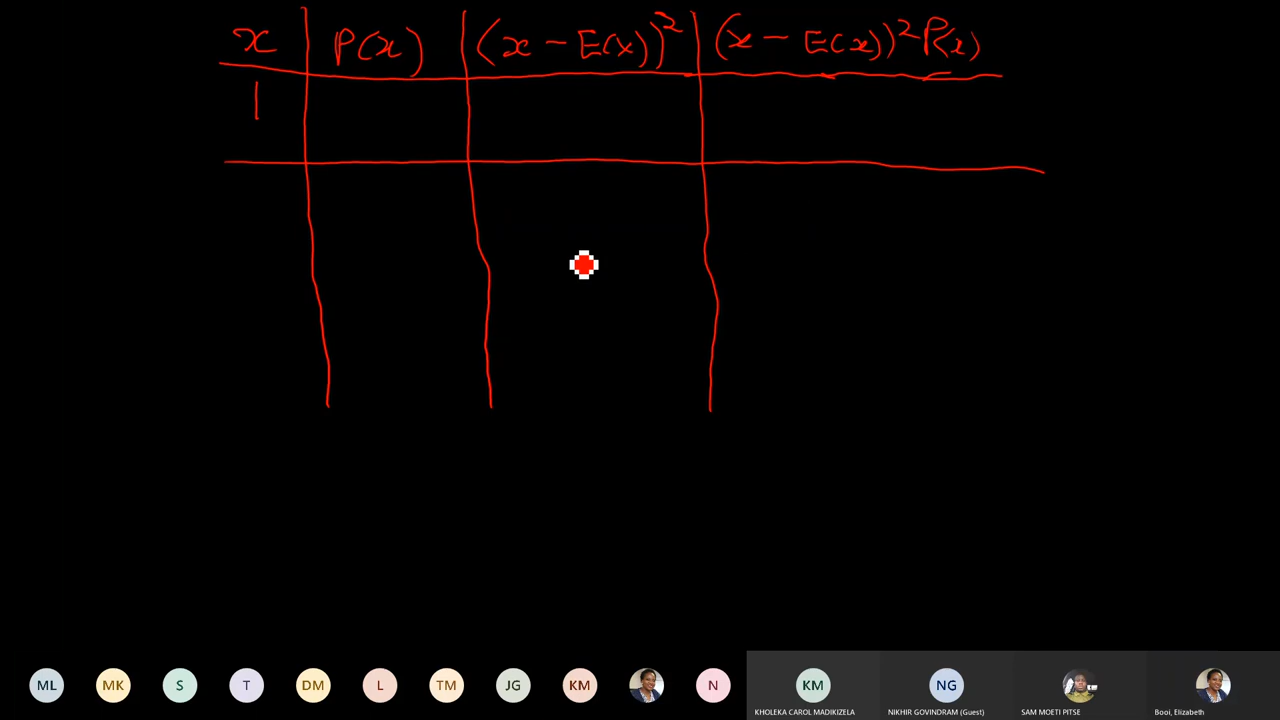 x P(x) (x - E(x))² (x - E(x))² P(x)
1
ML MK S T DM L TM JG KM N KM NG
KHOLEKA CAROL MADIKIZELA NIKHIR GOVINDRAM (Guest) SAM MOETI PITSE Booi, Elizabeth